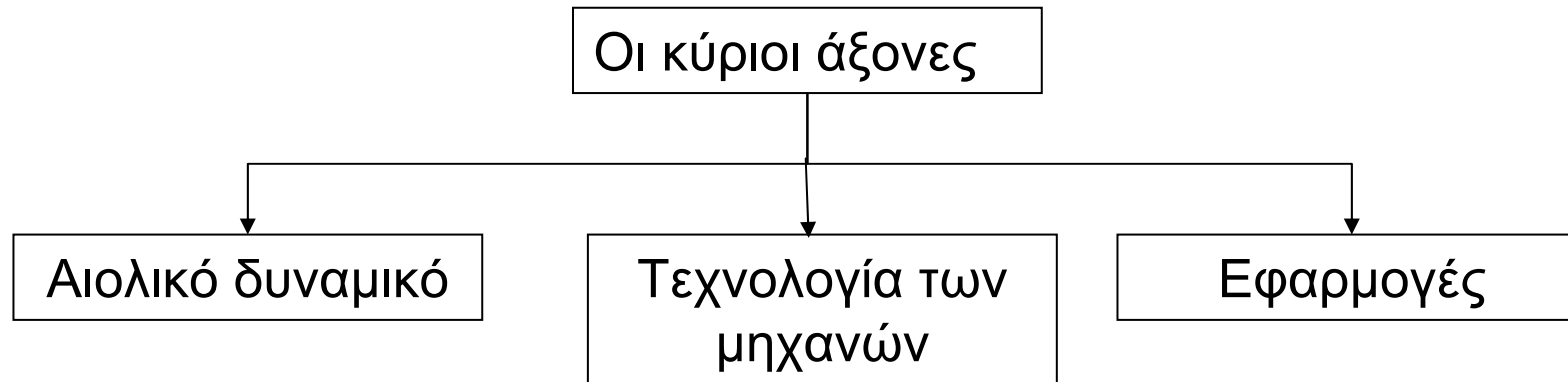 Οι κύριοι άξονες
Αιολικό δυναμικό
Τεχνολογία των
μηχανών
Εφαρμογές